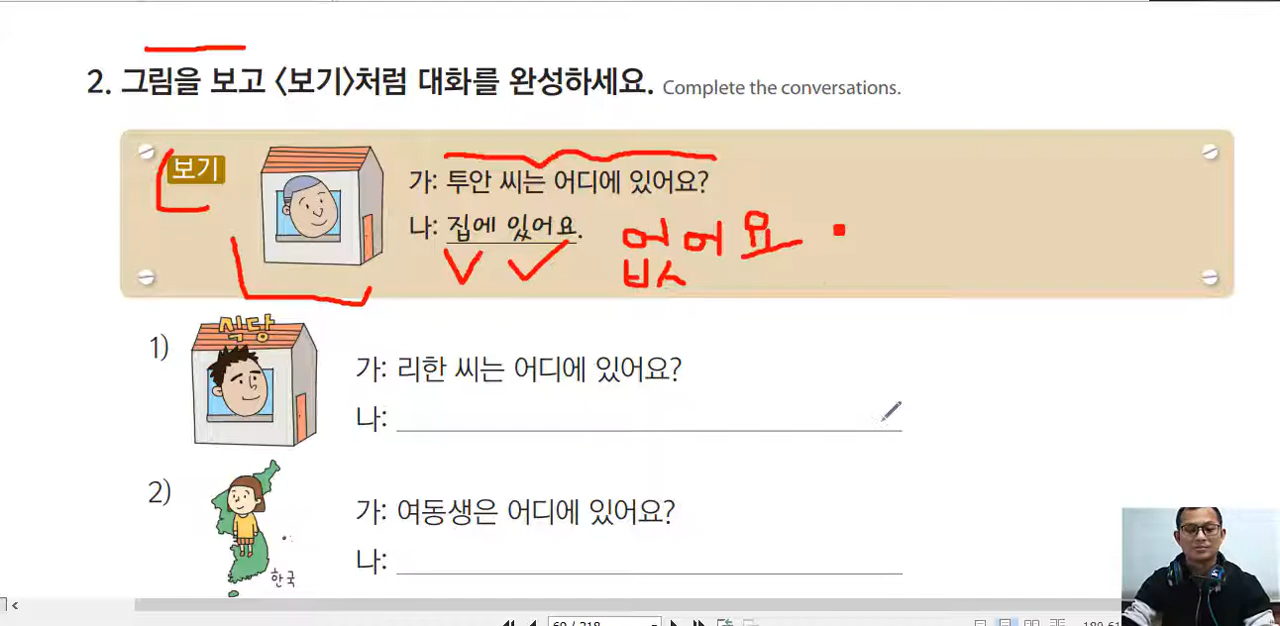 2. 그림을 보고 <보기>처럼 대화를 완성하세요. Complete the conversations.
보기
가: 투안 씨는 어디에 있어요?
나: 집에 있어요.
없어요
1)
식당
가: 리한 씨는 어디에 있어요?
나:
2)
한국
가: 여동생은 어디에 있어요?
나: